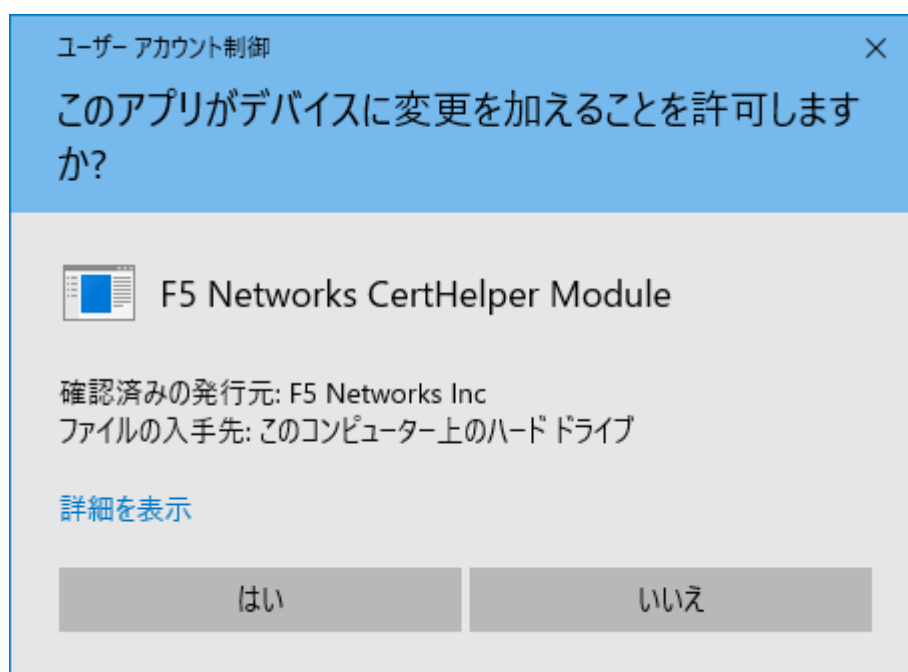 ユーザー アカウント制御
このアプリがデバイスに変更を加えることを許可します
か?
F5 Networks CertHelper Module
確認済みの発行元: F5 Networks Inc
ファイルの入手先: このコンピューター上のハード ドライブ
詳細を表示
はい
いいえ